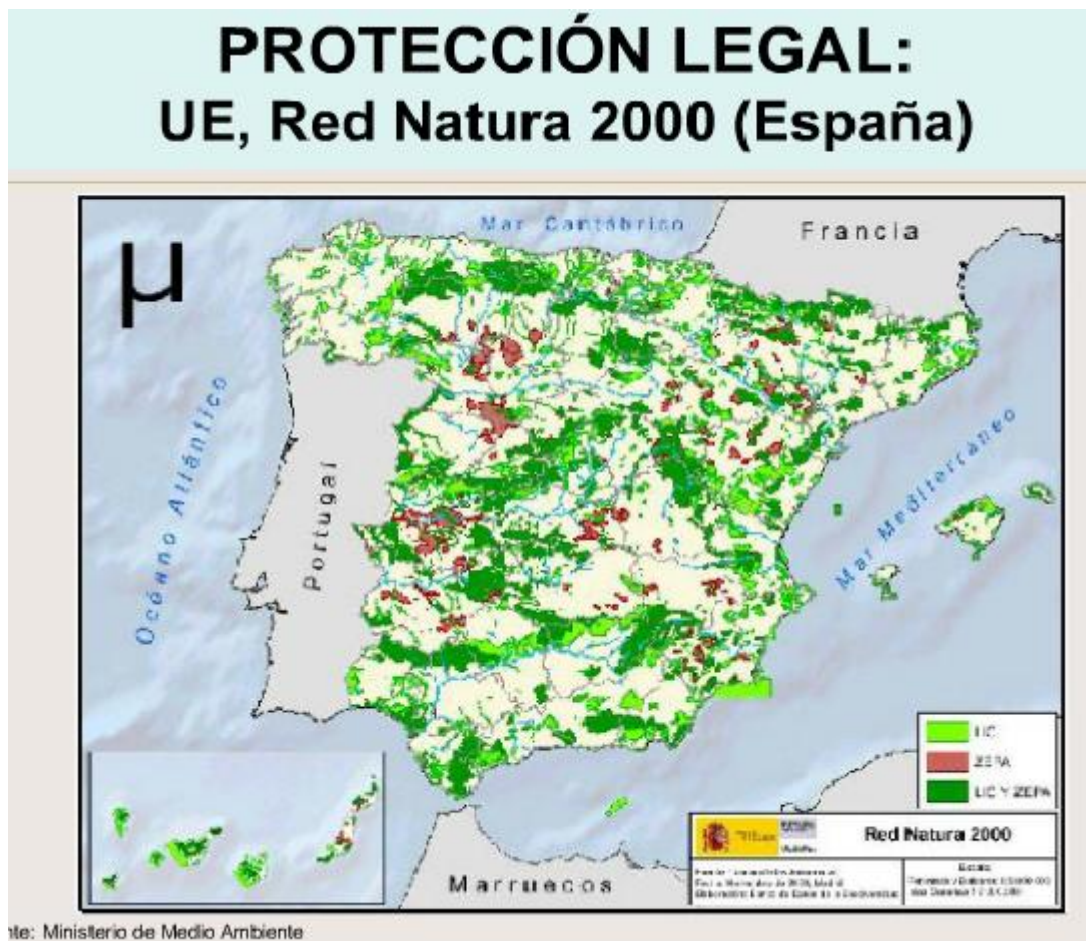 PROTECCIÓN LEGAL:
UE, Red Natura 2000 (España)
µ
Mar Cantábrico
Francia
Océano Atlántico
Portugal
Mar Mediterraneo
LIC
ZEPA
LIC Y ZEPA
Red Natura 2000
Marruecos
nte: Ministerio de Medio Ambiente